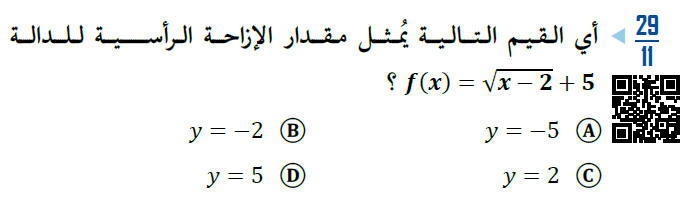 29
11
أي القيم التالية يُمثل مقدار الإزاحة الرأسية للدالة
f(x) = √(x − 2) + 5 ؟
A y = −5
B y = −2
C y = 2
D y = 5